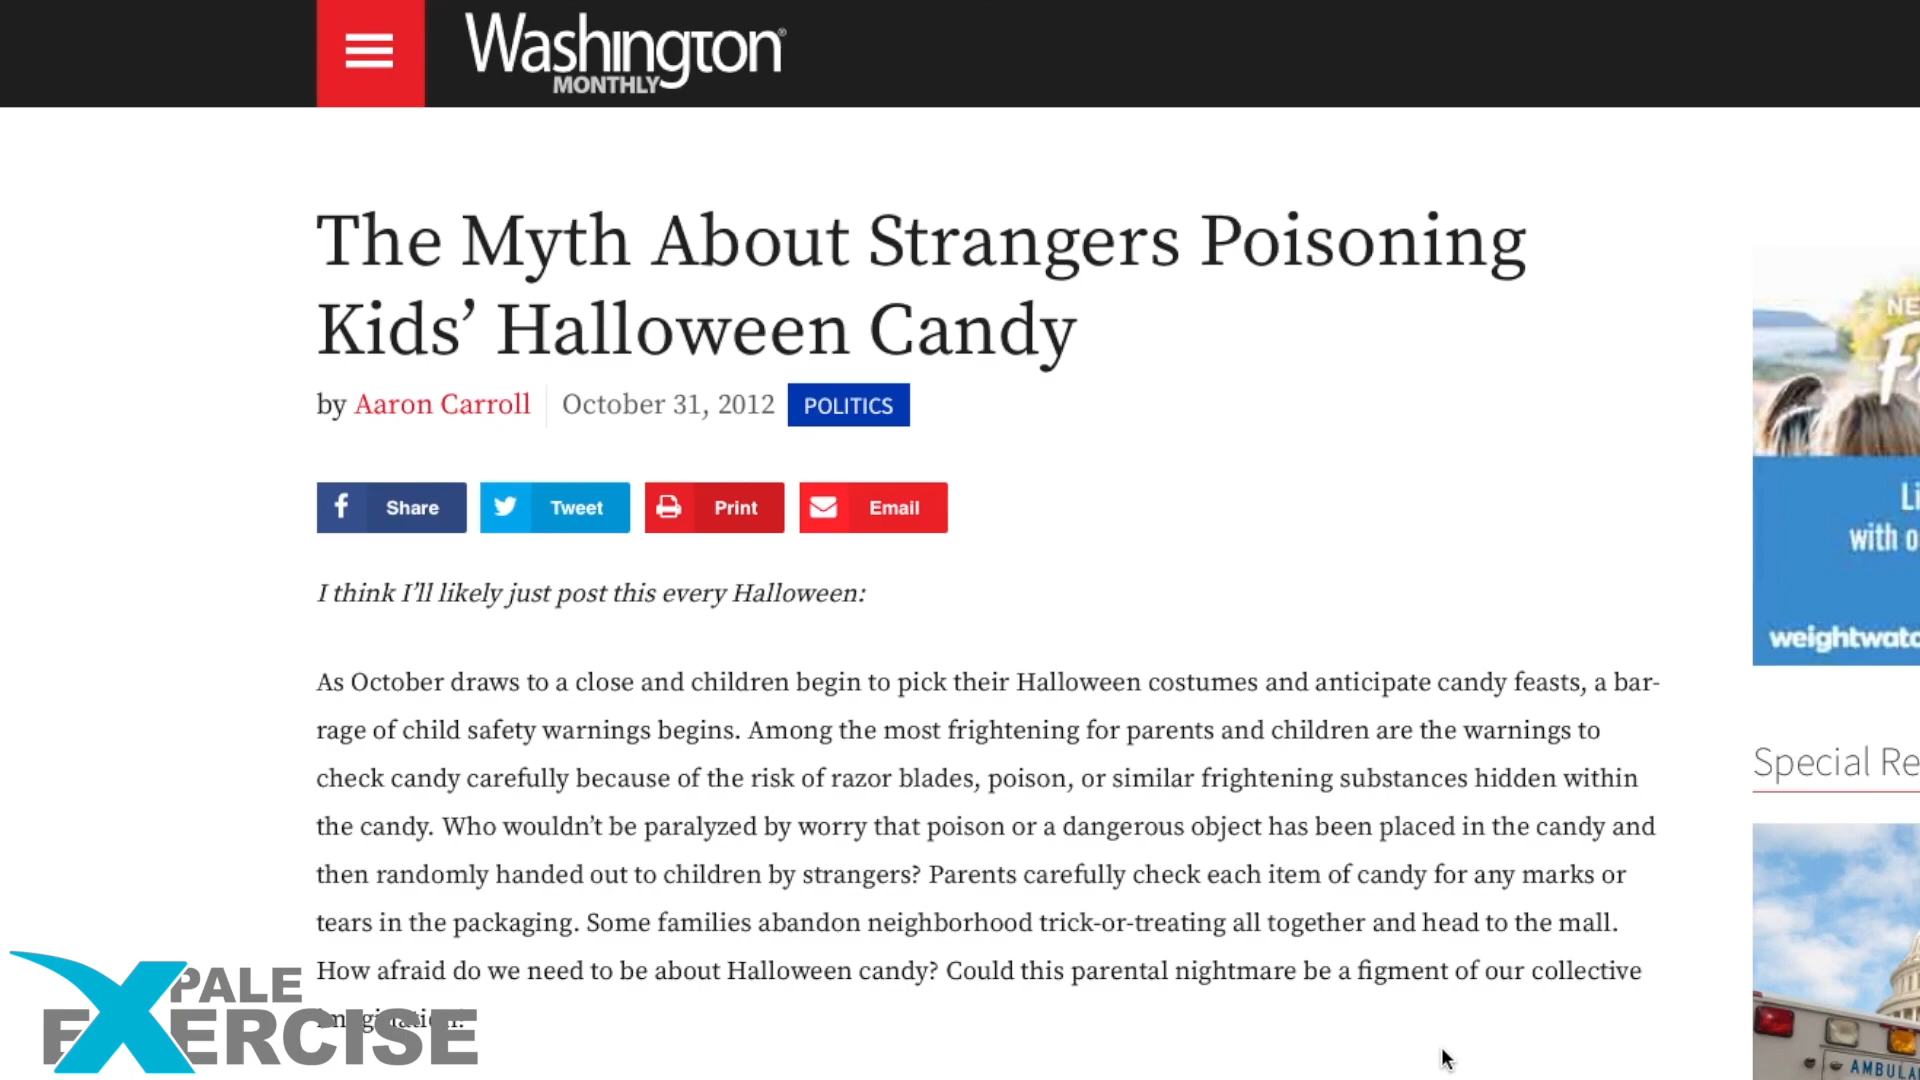 Washington
MONTHLY
The Myth About Strangers Poisoning
Kids’ Halloween Candy
by Aaron Carroll October 31, 2012 POLITICS
Share Tweet Print Email
I think I’ll likely just post this every Halloween:
As October draws to a close and children begin to pick their Halloween costumes and anticipate candy feasts, a bar-
rage of child safety warnings begins. Among the most frightening for parents and children are the warnings to
check candy carefully because of the risk of razor blades, poison, or similar frightening substances hidden within
the candy. Who wouldn’t be paralyzed by worry that poison or a dangerous object has been placed in the candy and
then randomly handed out to children by strangers? Parents carefully check each item of candy for any marks or
tears in the packaging. Some families abandon neighborhood trick-or-treating all together and head to the mall.
How afraid do we need to be about Halloween candy? Could this parental nightmare be a figment of our collective
PALE
EXERCISE
NE
F
Li
with o
weightwatc
Special Re
AMBULA